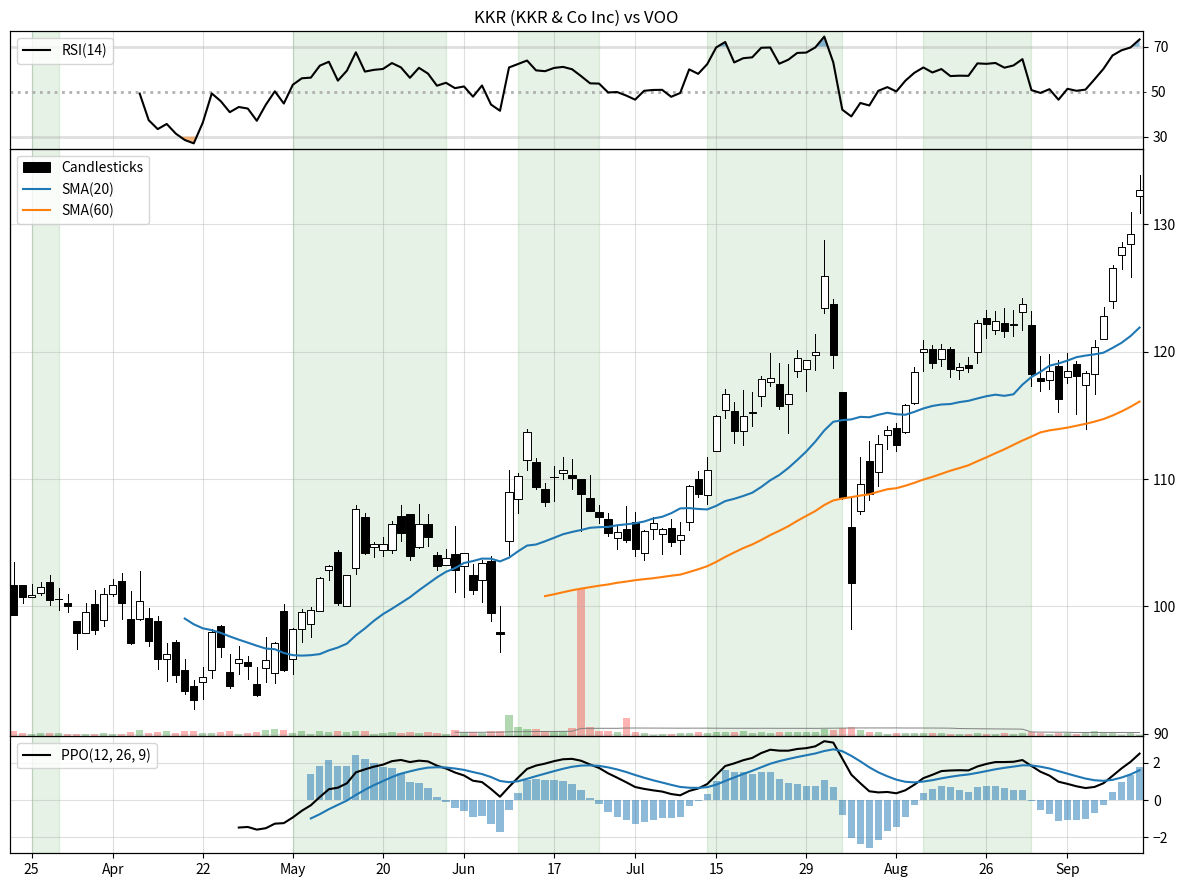 KKR (KKR & Co Inc) vs VOO
RSI(14)
70
50
30
Candlesticks
SMA(20)
SMA(60)
130
120
110
100
90
PPO(12, 26, 9)
2
0
−2
25 Apr 22 May 20 Jun 17 Jul 15 29 Aug 26 Sep